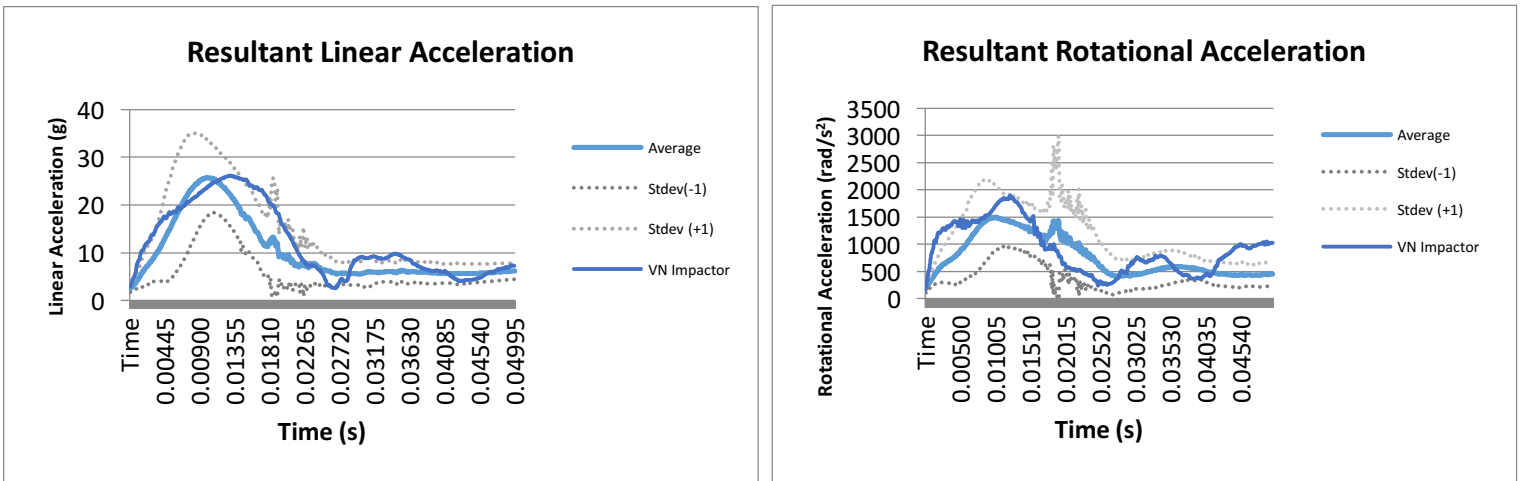 Resultant Linear Acceleration
Linear Acceleration (g)
40
30
20
10
0
Time
0.00445
0.00900
0.01355
0.01810
0.02265
0.02720
0.03175
0.03630
0.04085
0.04540
0.04995
Time (s)
Average
Stdev(-1)
Stdev (+1)
VN Impactor
Resultant Rotational Acceleration
Rotational Acceleration (rad/s²)
3500
3000
2500
2000
1500
1000
500
0
Time
0.00500
0.01005
0.01510
0.02015
0.02520
0.03025
0.03530
0.04035
0.04540
Time (s)
Average
Stdev(-1)
Stdev (+1)
VN Impactor